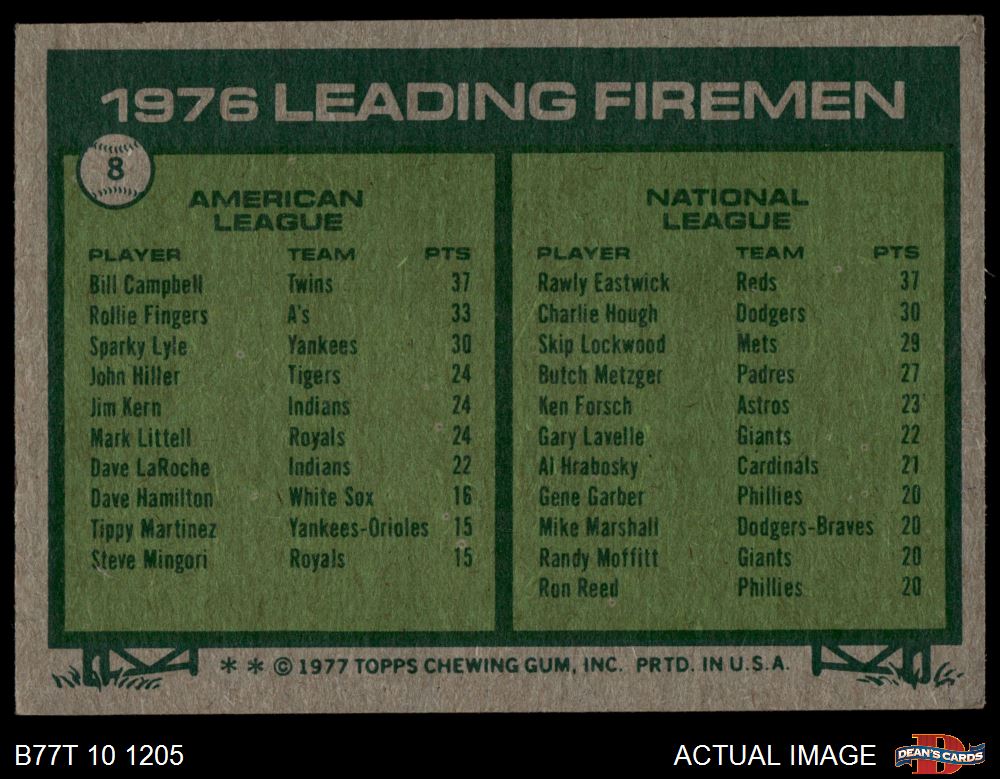 1976 LEADING FIREMEN
8
AMERICAN
LEAGUE
PLAYER TEAM PTS
Bill Campbell Twins 37
Rollie Fingers A's 33
Sparky Lyle Yankees 30
John Hiller Tigers 24
Jim Kern Indians 24
Mark Littell Royals 24
Dave LaRoche Indians 22
Dave Hamilton White Sox 16
Tippy Martinez Yankees-Orioles 15
Steve Mingori Royals 15
NATIONAL
LEAGUE
PLAYER TEAM PTS
Rawly Eastwick Reds 37
Charlie Hough Dodgers 30
Skip Lockwood Mets 29
Butch Metzger Padres 27
Ken Forsch Astros 23
Gary Lavelle Giants 22
Al Hrabosky Cardinals 21
Gene Garber Phillies 20
Mike Marshall Dodgers-Braves 20
Randy Moffitt Giants 20
Ron Reed Phillies 20
* * © 1977 TOPPS CHEWING GUM, INC. PRTD. IN U.S.A.
B77T 10 1205
ACTUAL IMAGE
D
DEAN'S CARDS